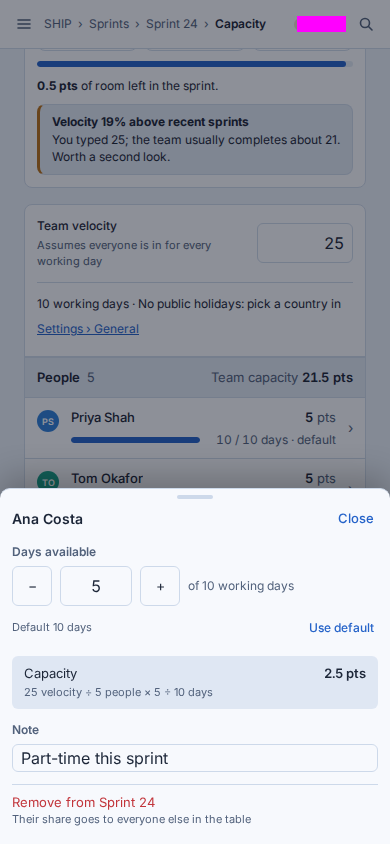 SHIP › Sprints › Sprint 24 › Capacity
0.5 pts of room left in the sprint.
Velocity 19% above recent sprints
You typed 25; the team usually completes about 21.
Worth a second look.
Team velocity
Assumes everyone is in for every
working day
25
10 working days · No public holidays: pick a country in
Settings › General
People 5
Team capacity 21.5 pts
PS
Priya Shah
5 pts
10 / 10 days · default
TO
Tom Okafor
5 pts
Ana Costa
Close
Days available
−
5
+
of 10 working days
Default 10 days
Use default
Capacity
2.5 pts
25 velocity ÷ 5 people × 5 ÷ 10 days
Note
Part-time this sprint
Remove from Sprint 24
Their share goes to everyone else in the table